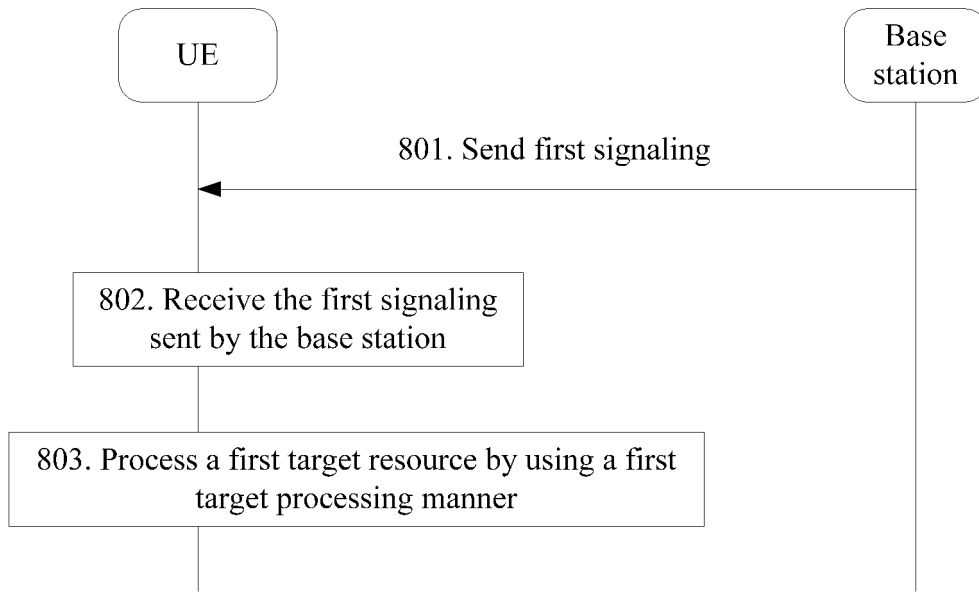 UE
Base
station
801. Send first signaling
802. Receive the first signaling
sent by the base station
803. Process a first target resource by using a first
target processing manner